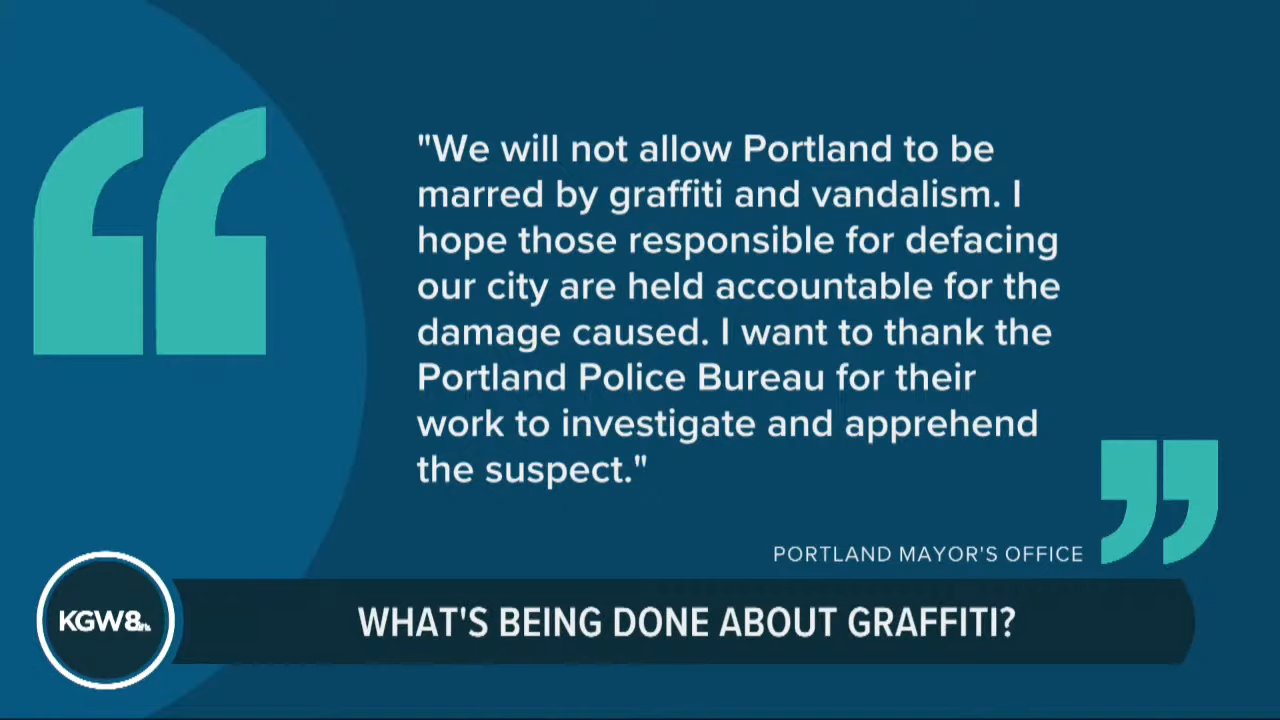 "We will not allow Portland to be
marred by graffiti and vandalism. I
hope those responsible for defacing
our city are held accountable for the
damage caused. I want to thank the
Portland Police Bureau for their
work to investigate and apprehend
the suspect."
PORTLAND MAYOR'S OFFICE
KGW8
WHAT'S BEING DONE ABOUT GRAFFITI?